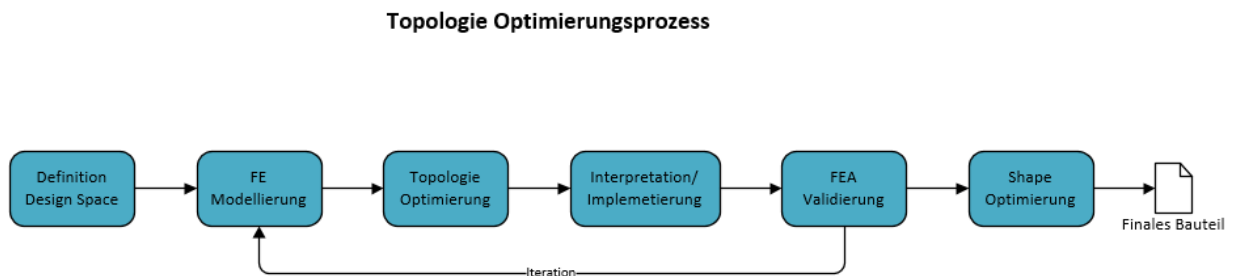 Topologie Optimierungsprozess
Definition
Design Space
FE
Modellierung
Topologie
Optimierung
Interpretation/
Implemetierung
FEA
Validierung
Shape
Optimierung
Finales Bauteil
Iteration